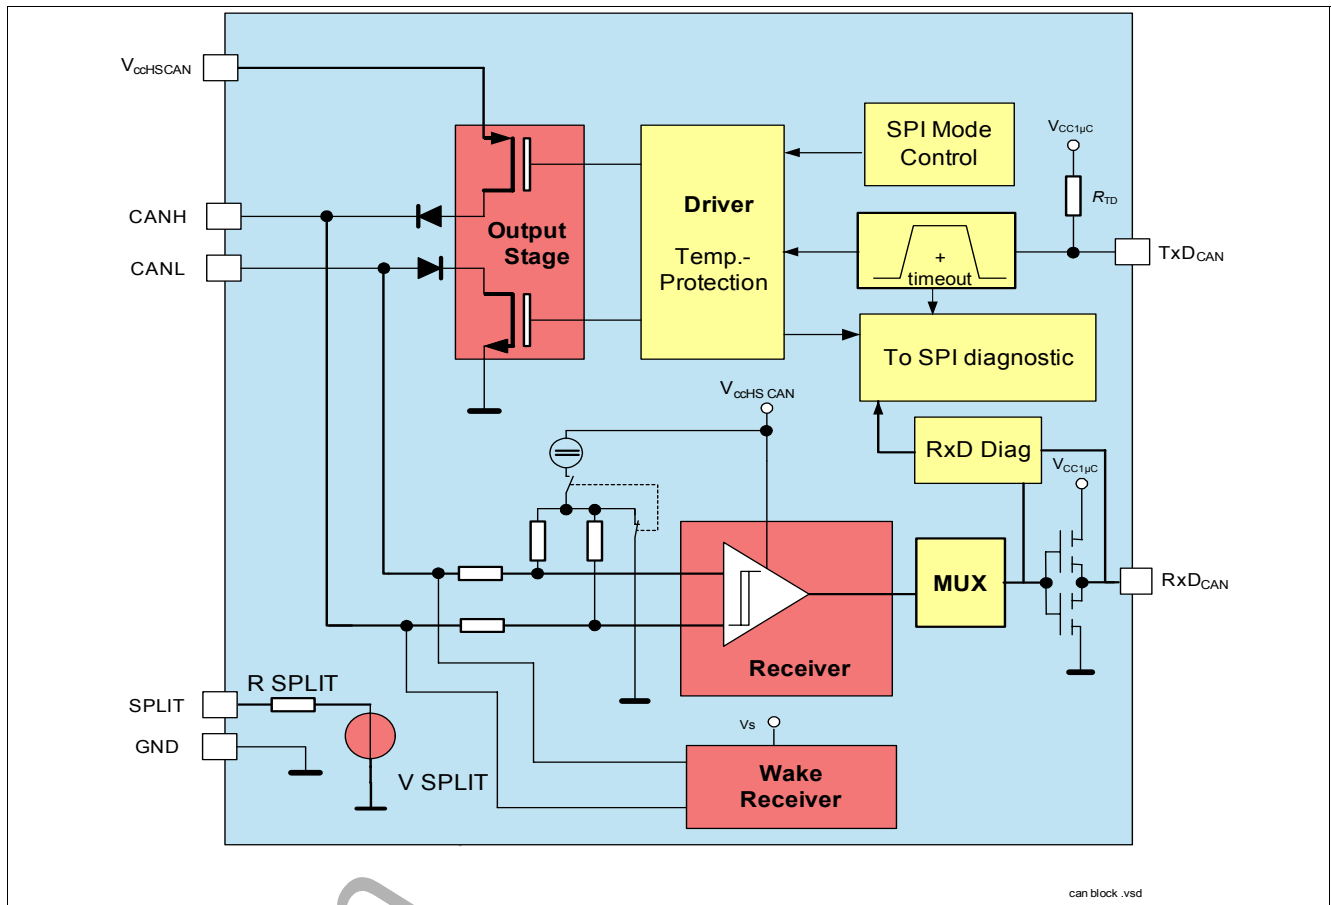 VccHSCAN
SPI Mode
Control
VCC1µC
RTD
CANH
Driver
Output
Stage
CANL
Temp.-
Protection
+
timeout
TxDCAN
To SPI diagnostic
VccHS CAN
RxD Diag
VCC1µC
MUX
RxDCAN
Receiver
R SPLIT
SPLIT
GND
V SPLIT
Vs
Wake
Receiver
can block .vsd